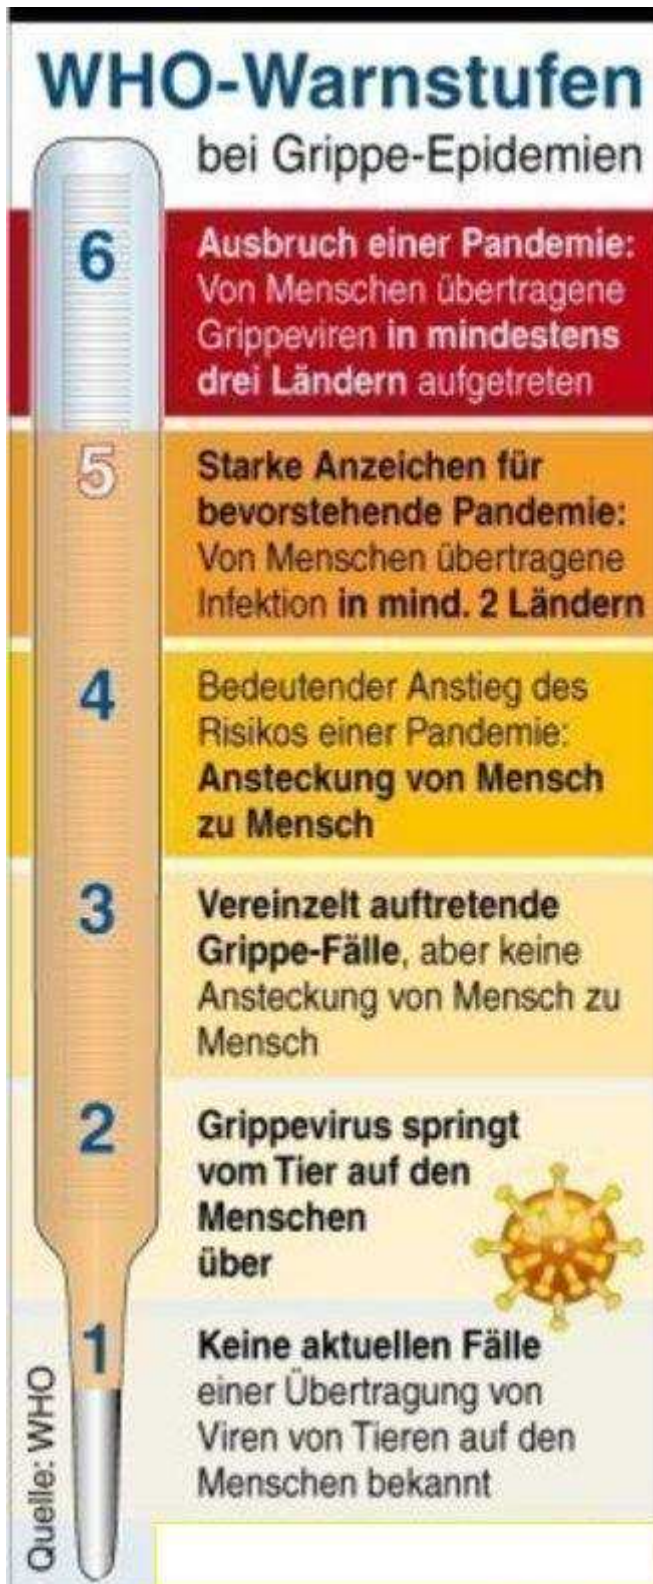 WHO-Warnstufen
bei Grippe-Epidemien
6
Ausbruch einer Pandemie:
Von Menschen übertragene
Grippeviren in mindestens
drei Ländern aufgetreten
5
Starke Anzeichen für
bevorstehende Pandemie:
Von Menschen übertragene
Infektion in mind. 2 Ländern
4
Bedeutender Anstieg des
Risikos einer Pandemie:
Ansteckung von Mensch
zu Mensch
3
Vereinzelt auftretende
Grippe-Fälle, aber keine
Ansteckung von Mensch zu
Mensch
2
Grippevirus springt
vom Tier auf den
Menschen
über
1
Keine aktuellen Fälle
einer Übertragung von
Viren von Tieren auf den
Menschen bekannt
Quelle: WHO